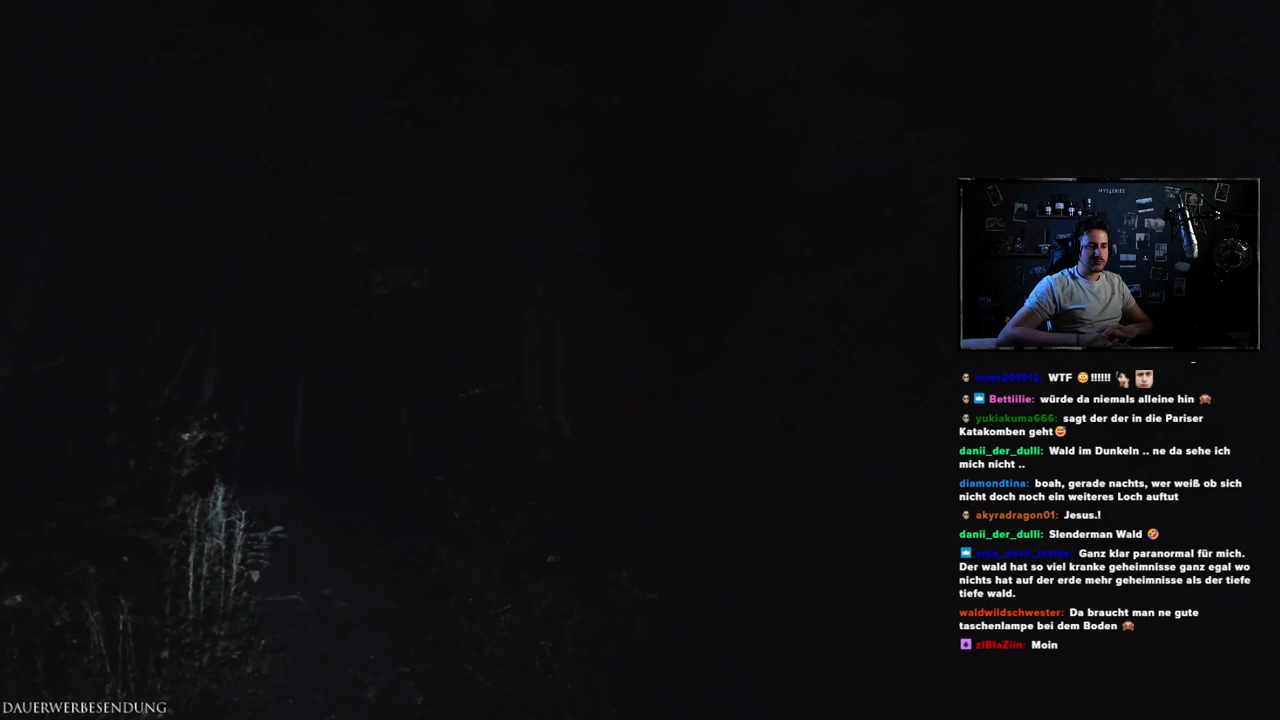 MYSTERIES
WTF 😳!!!!!!
Bettiilie: würde da niemals alleine hin 🙈
yukiakuma666: sagt der der in die Pariser
Katakomben geht😅
danii_der_dulli: Wald im Dunkeln .. ne da sehe ich
mich nicht ..
diamondtina: boah, gerade nachts, wer weiß ob sich
nicht doch noch ein weiteres Loch auftut
akyradragon01: Jesus.!
danii_der_dulli: Slenderman Wald 🤣
anja_devil_inside: Ganz klar paranormal für mich.
Der wald hat so viel kranke geheimnisse ganz egal wo
nichts hat auf der erde mehr geheimnisse als der tiefe
tiefe wald.
waldwildschwester: Da braucht man ne gute
taschenlampe bei dem Boden 🙈
zIBlaZiin: Moin
DAUERWERBESENDUNG